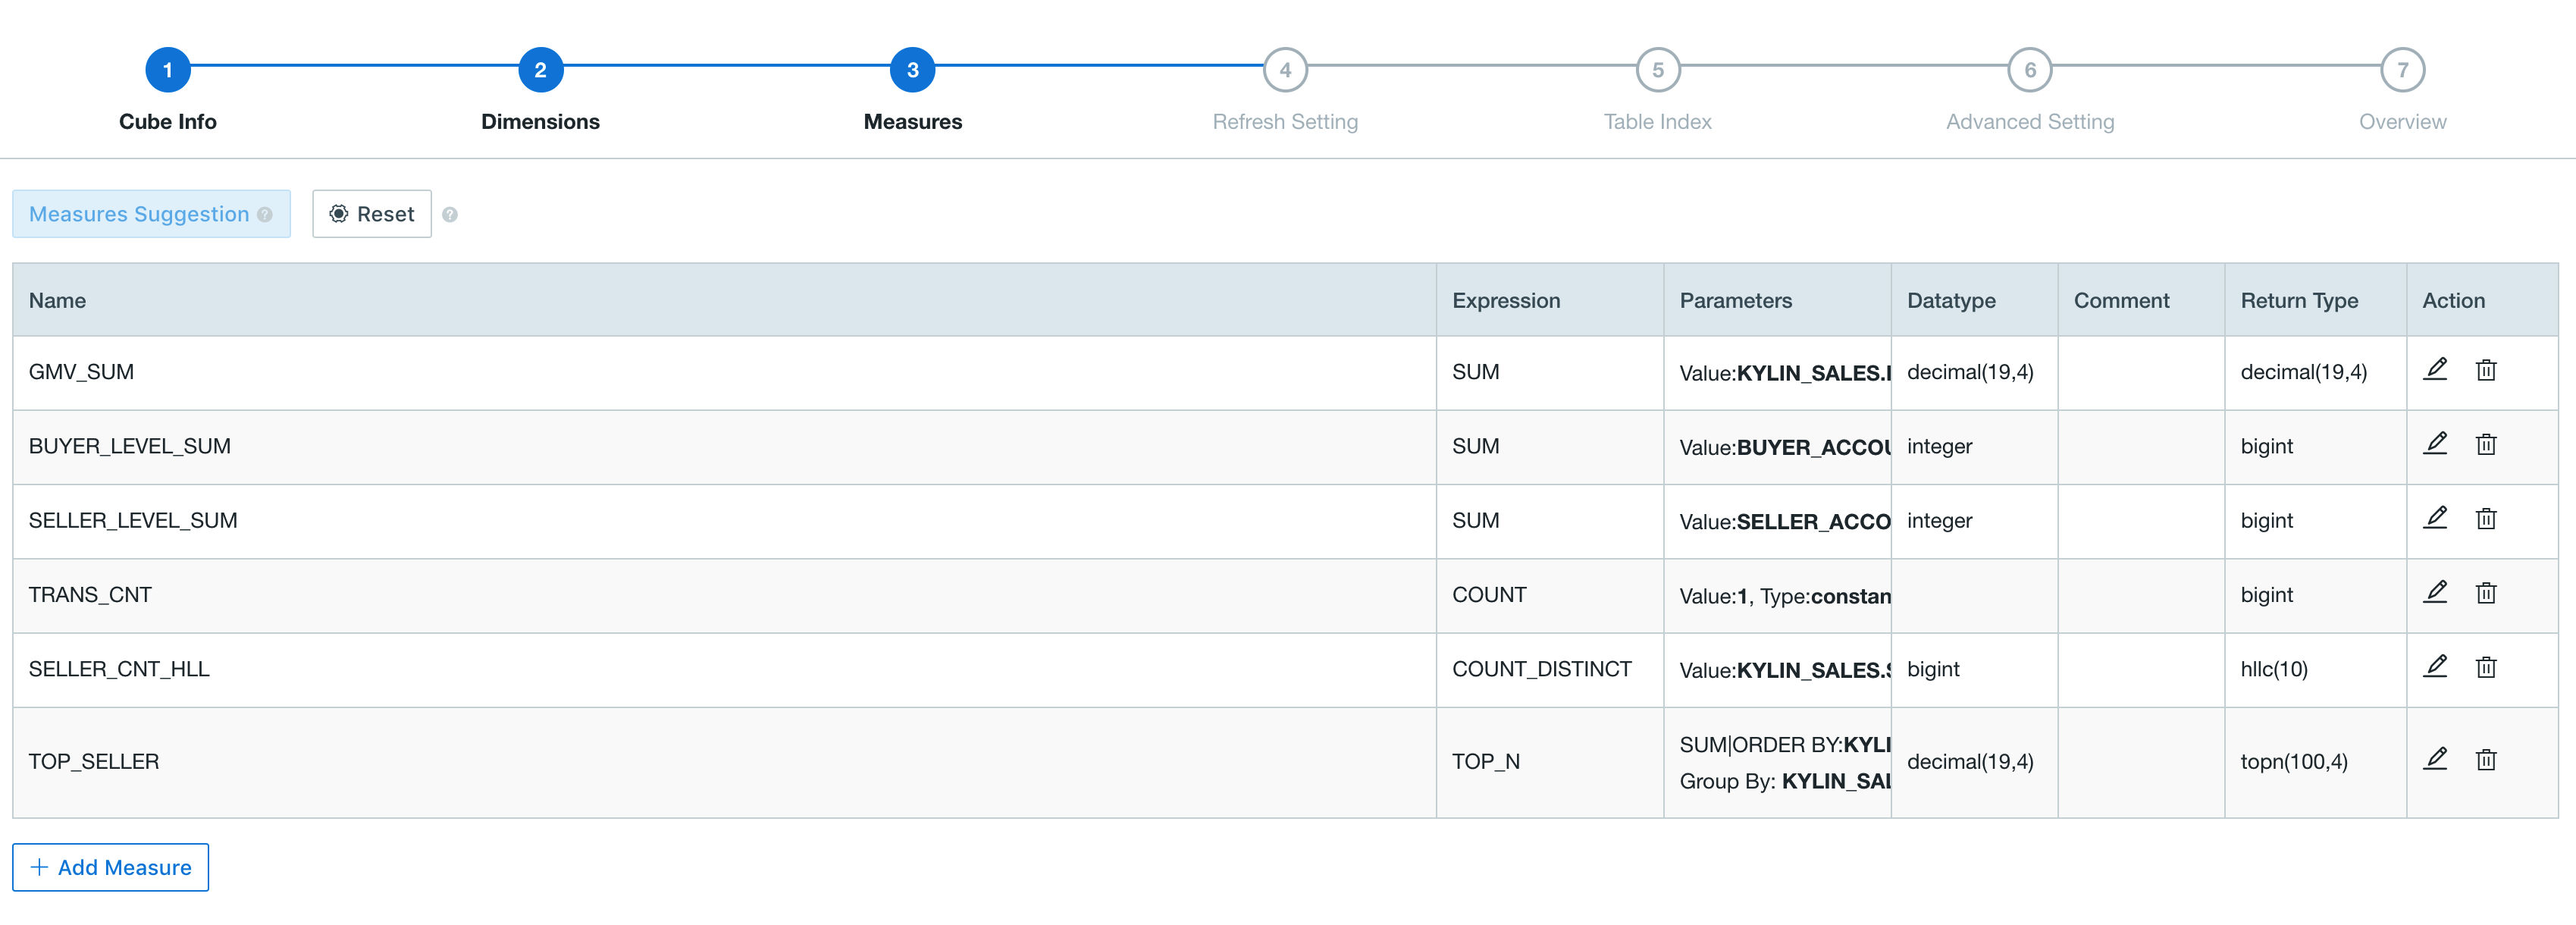 1 2 3 4 5 6 7
Cube Info Dimensions Measures Refresh Setting Table Index Advanced Setting Overview
Measures Suggestion ? Reset ?
Name Expression Parameters Datatype Comment Return Type Action
GMV_SUM SUM Value:KYLIN_SALES. decimal(19,4) decimal(19,4)
BUYER_LEVEL_SUM SUM Value:BUYER_ACCOU integer bigint
SELLER_LEVEL_SUM SUM Value:SELLER_ACCO integer bigint
TRANS_CNT COUNT Value:1, Type:constan bigint
SELLER_CNT_HLL COUNT_DISTINCT Value:KYLIN_SALES.S bigint hllc(10)
TOP_SELLER TOP_N SUM|ORDER BY:KYLI decimal(19,4) topn(100,4)
Group By: KYLIN_SAL
+ Add Measure